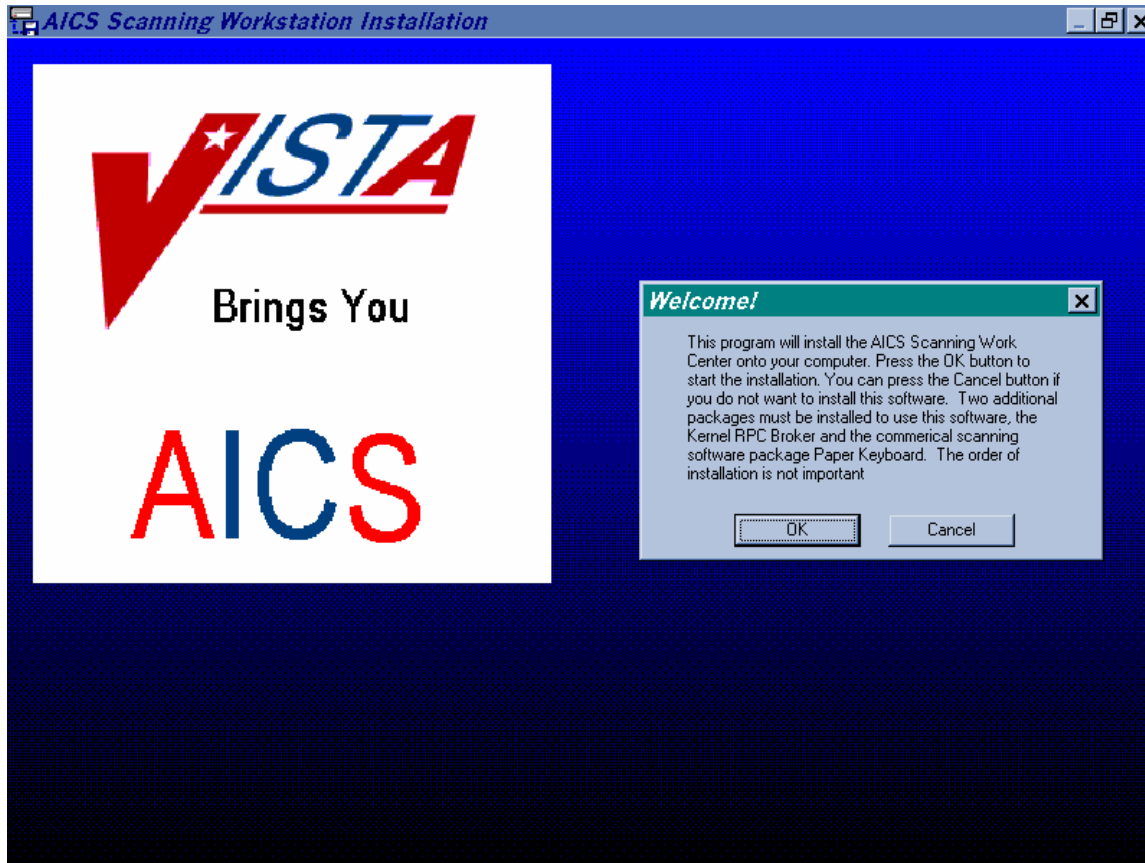 AICS Scanning Workstation Installation
VISTA
Brings You
AICS
Welcome!
This program will install the AICS Scanning Work
Center onto your computer. Press the OK button to
start the installation. You can press the Cancel button if
you do not want to install this software.  Two additional
packages must be installed to use this software, the
Kernel RPC Broker and the commerical scanning
software package Paper Keyboard.  The order of
installation is not important
OK
Cancel